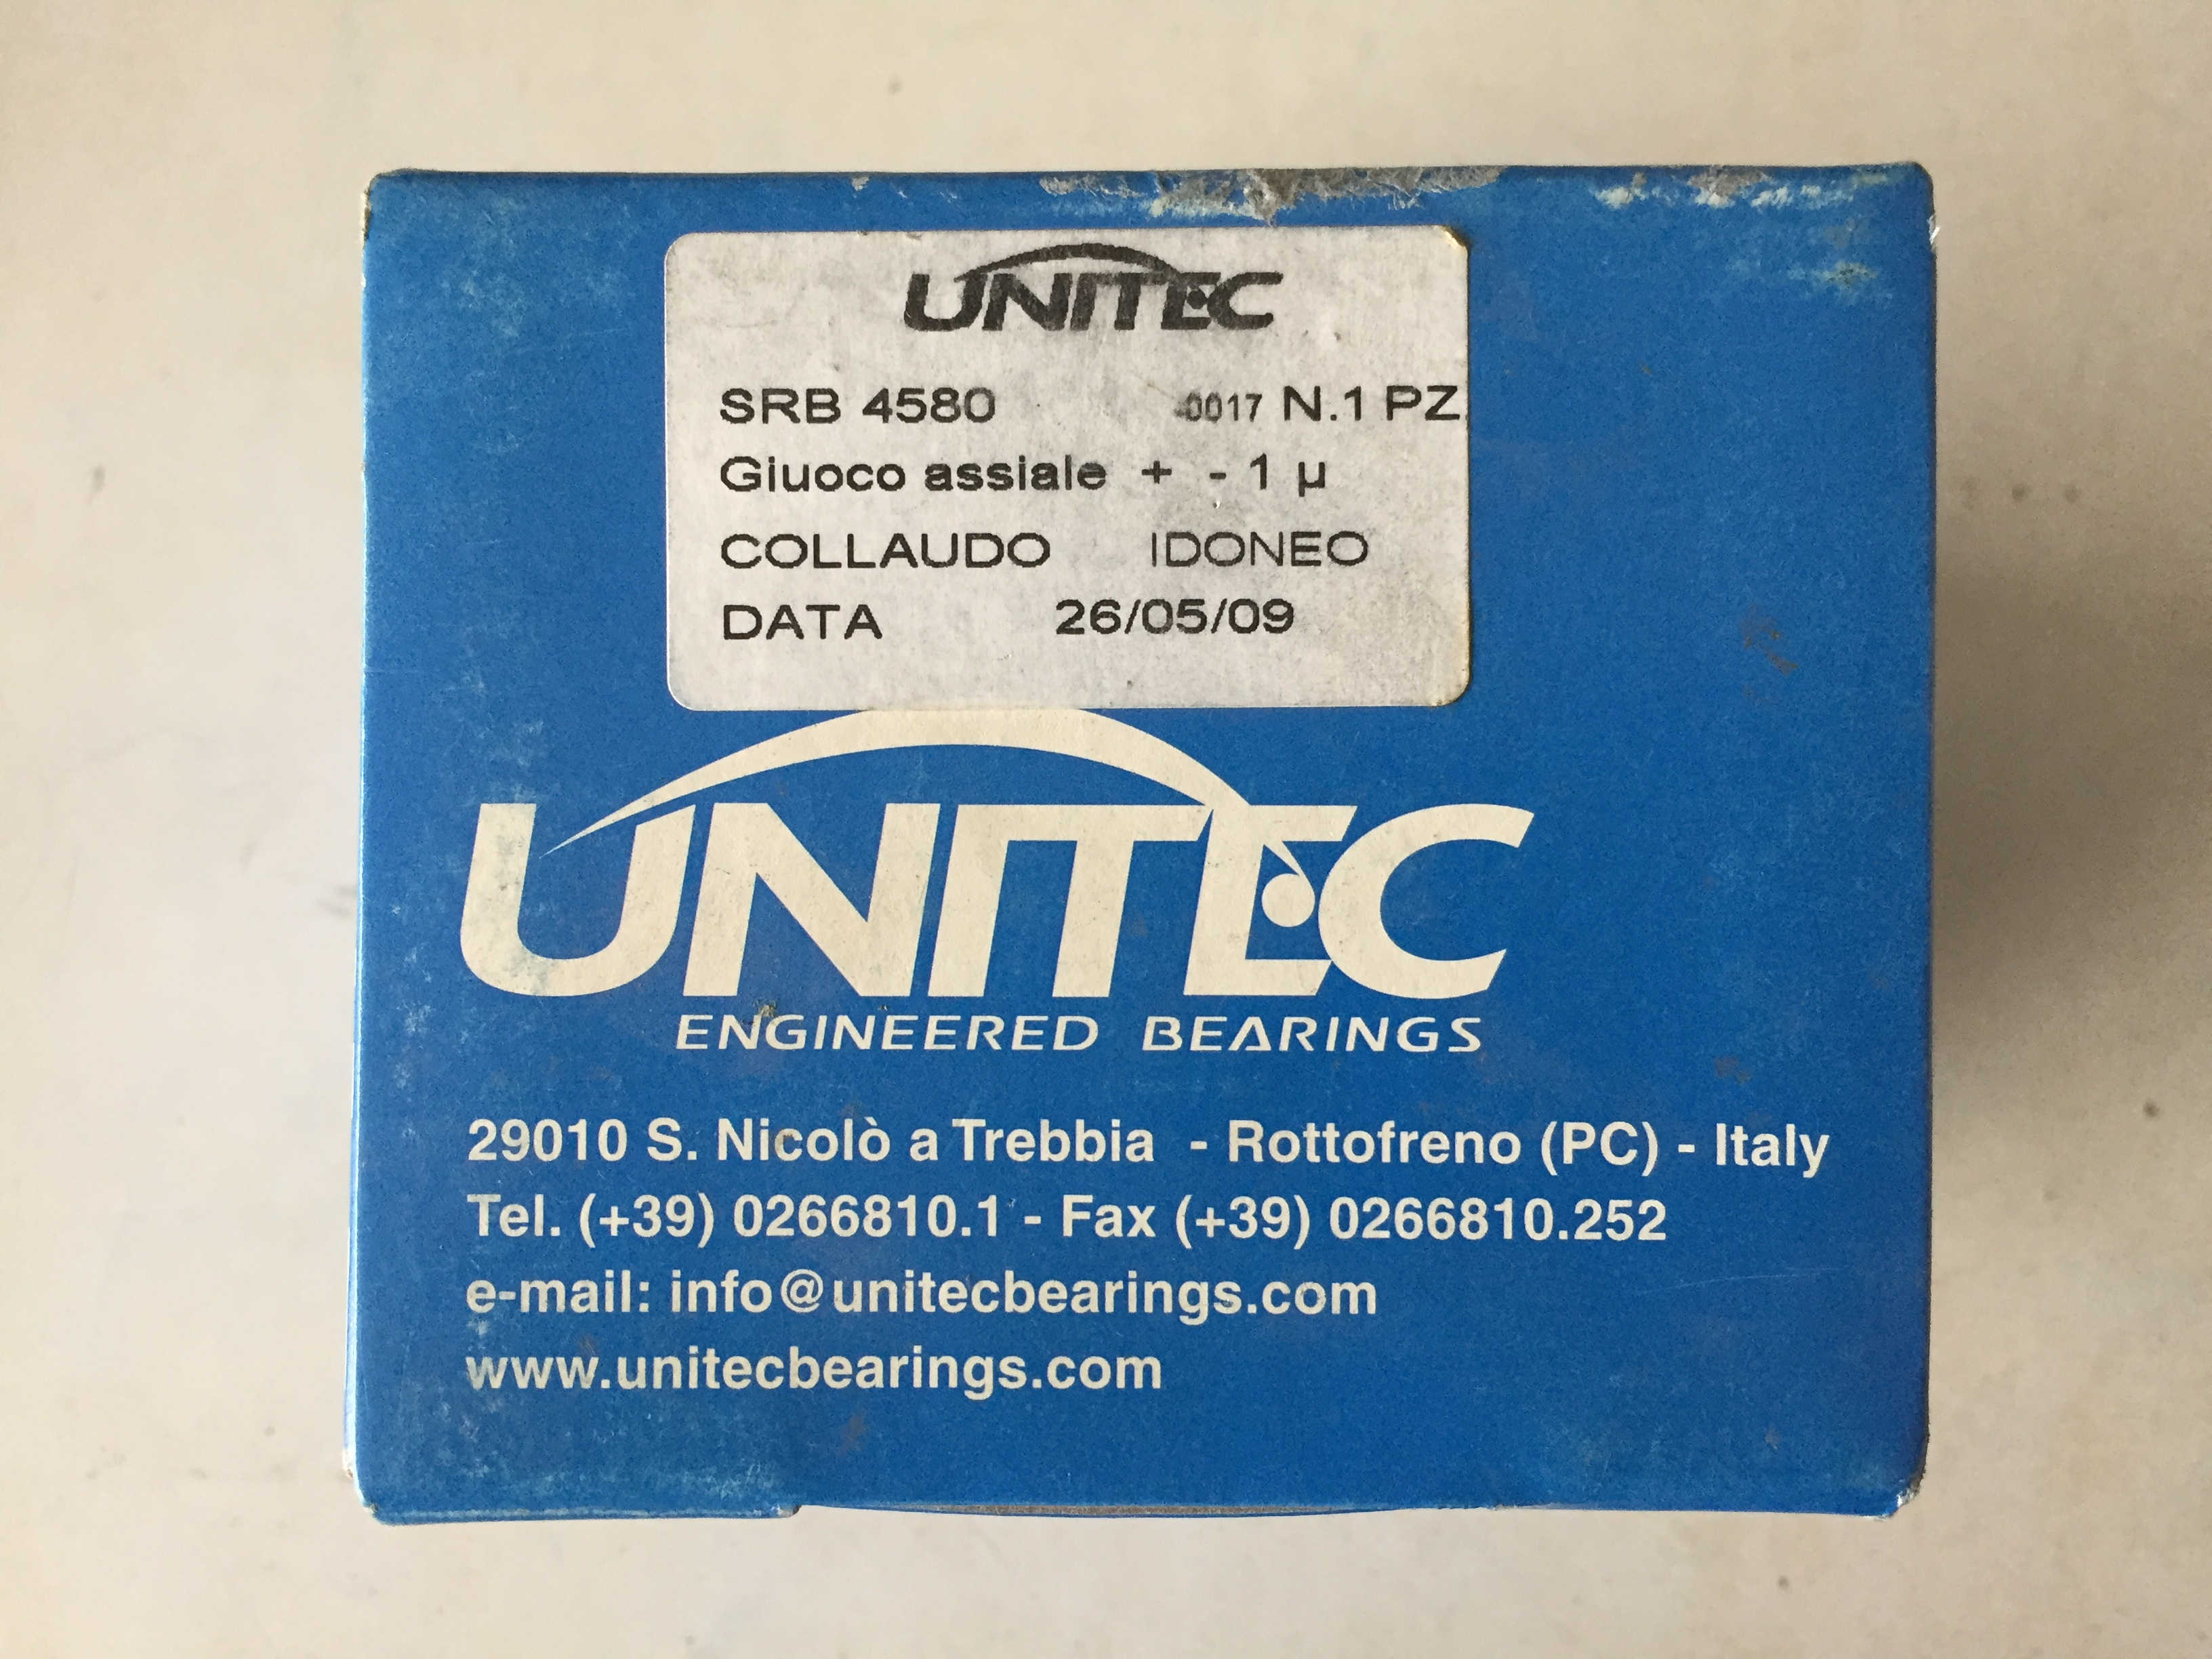 UNITEC
SRB 4580 -0017 N.1 PZ.
Giuoco assiale + - 1 µ
COLLAUDO IDONEO
DATA 26/05/09
UNITEC
ENGINEERED BEARINGS
29010 S. Nicolò a Trebbia - Rottofreno (PC) - Italy
Tel. (+39) 0266810.1 - Fax (+39) 0266810.252
e-mail: info@unitecbearings.com
www.unitecbearings.com